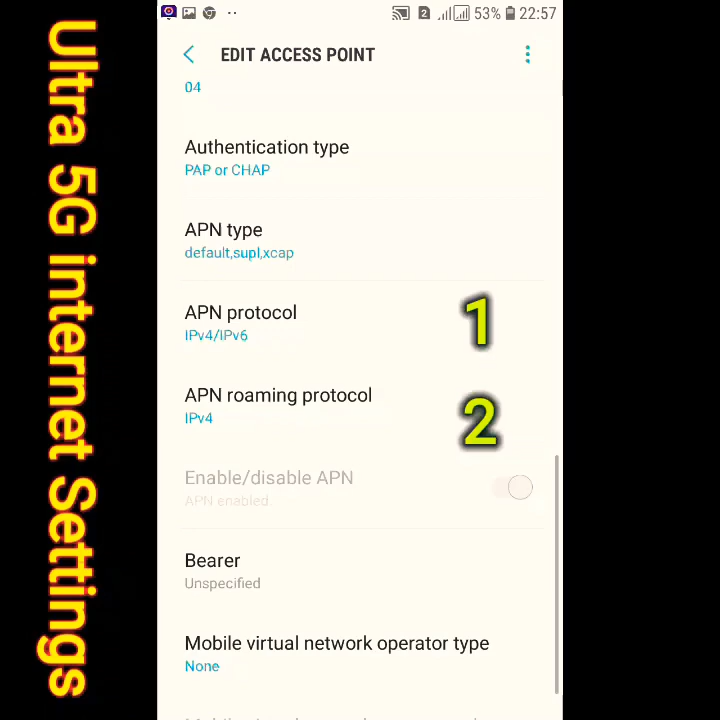 Ultra 5G internet Settings
2 53% 22:57
EDIT ACCESS POINT
04
Authentication type
PAP or CHAP
APN type
default,supl,xcap
APN protocol
IPv4/IPv6
1
APN roaming protocol
IPv4
2
Enable/disable APN
APN enabled.
Bearer
Unspecified
Mobile virtual network operator type
None